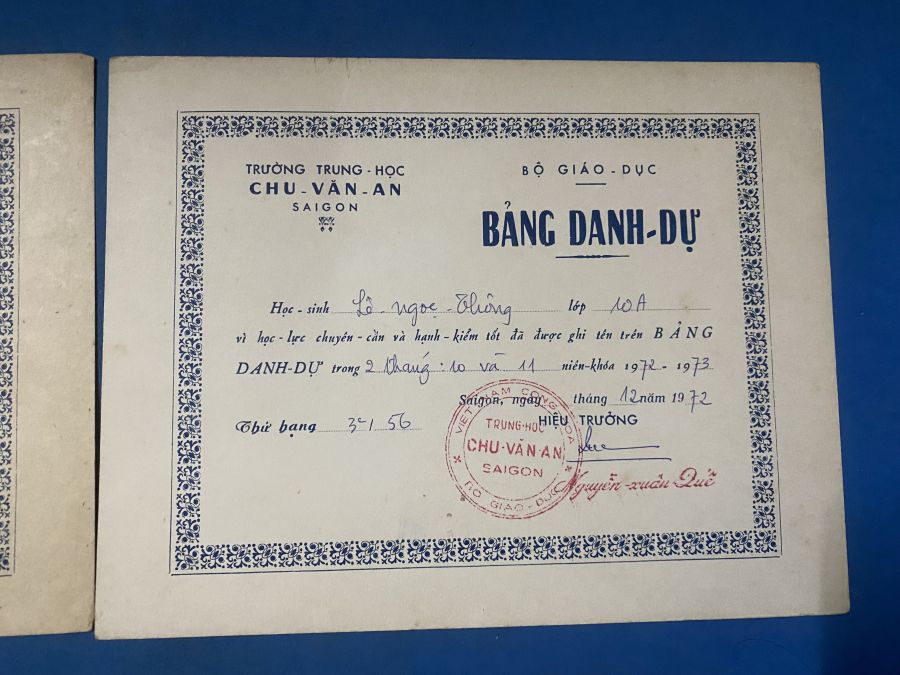 TRƯỜNG TRUNG-HỌC
CHU-VĂN-AN
SAIGON
BỘ GIÁO-DỤC
BẢNG DANH-DỰ
Học-sinh Lê-ngọc-Thông lớp 10A
vì học-lực chuyên-cần và hạnh-kiểm tốt đã được ghi tên trên BẢNG
DANH-DỰ trong 2 tháng: 10 và 11 niên-khóa 1972-1973
Saigon, ngày tháng 12 năm 1972
Thứ hạng 3e/ 56
HIỆU TRƯỞNG
VIỆT NAM CỘNG HÒA
TRUNG-HỌC
CHU-VĂN-AN
SAIGON
BỘ GIÁO-DỤC
Nguyễn-xuân-Quế